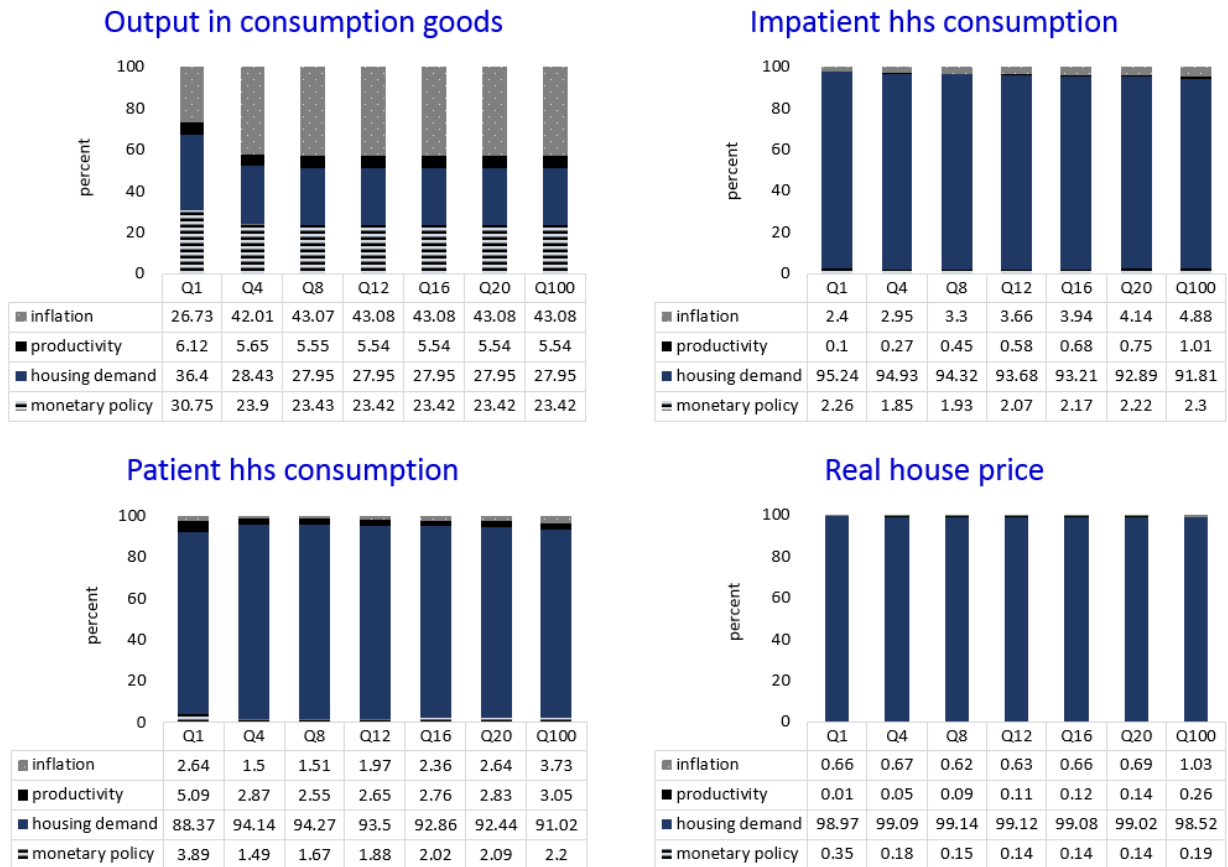 Output in consumption goods
100
80
60
40
20
0
percent
Q1 Q4 Q8 Q12 Q16 Q20 Q100
inflation 26.73 42.01 43.07 43.08 43.08 43.08 43.08
productivity 6.12 5.65 5.55 5.54 5.54 5.54 5.54
housing demand 36.4 28.43 27.95 27.95 27.95 27.95 27.95
monetary policy 30.75 23.9 23.43 23.42 23.42 23.42 23.42
Impatient hhs consumption
100
80
60
40
20
0
percent
Q1 Q4 Q8 Q12 Q16 Q20 Q100
inflation 2.4 2.95 3.3 3.66 3.94 4.14 4.88
productivity 0.1 0.27 0.45 0.58 0.68 0.75 1.01
housing demand 95.24 94.93 94.32 93.68 93.21 92.89 91.81
monetary policy 2.26 1.85 1.93 2.07 2.17 2.22 2.3
Patient hhs consumption
100
80
60
40
20
0
percent
Q1 Q4 Q8 Q12 Q16 Q20 Q100
inflation 2.64 1.5 1.51 1.97 2.36 2.64 3.73
productivity 5.09 2.87 2.55 2.65 2.76 2.83 3.05
housing demand 88.37 94.14 94.27 93.5 92.86 92.44 91.02
monetary policy 3.89 1.49 1.67 1.88 2.02 2.09 2.2
Real house price
100
80
60
40
20
0
percent
Q1 Q4 Q8 Q12 Q16 Q20 Q100
inflation 0.66 0.67 0.62 0.63 0.66 0.69 1.03
productivity 0.01 0.05 0.09 0.11 0.12 0.14 0.26
housing demand 98.97 99.09 99.14 99.12 99.08 99.02 98.52
monetary policy 0.35 0.18 0.15 0.14 0.14 0.14 0.19